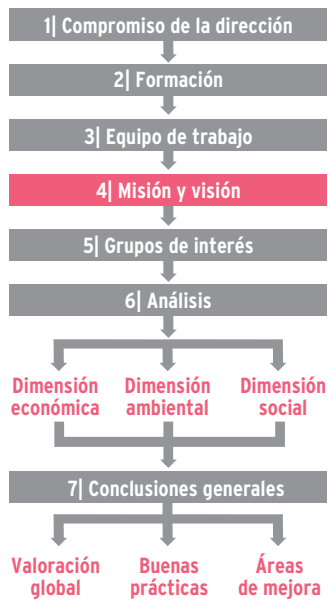 1| Compromiso de la dirección
2| Formación
3| Equipo de trabajo
4| Misión y visión
5| Grupos de interés
6| Análisis
Dimensión
económica
Dimensión
ambiental
Dimensión
social
7| Conclusiones generales
Valoración
global
Buenas
prácticas
Áreas
de mejora